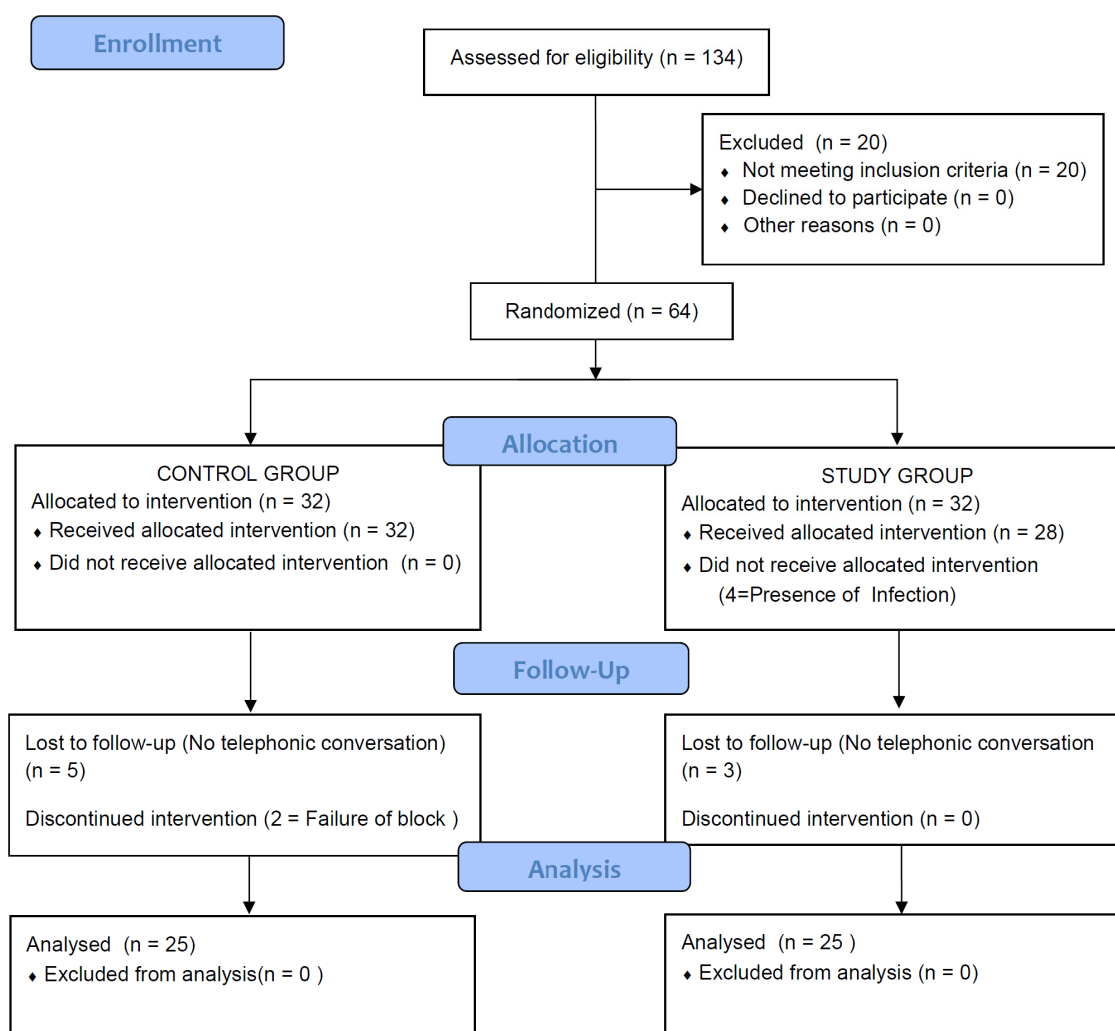 Enrollment
Assessed for eligibility (n = 134)
Excluded (n = 20)
♦ Not meeting inclusion criteria (n = 20)
♦ Declined to participate (n = 0)
♦ Other reasons (n = 0)
Randomized (n = 64)
Allocation
CONTROL GROUP
Allocated to intervention (n = 32)
♦ Received allocated intervention (n = 32)
♦ Did not receive allocated intervention (n = 0)
STUDY GROUP
Allocated to intervention (n = 32)
♦ Received allocated intervention (n = 28)
♦ Did not receive allocated intervention
(4=Presence of Infection)
Follow-Up
Lost to follow-up (No telephonic conversation)
(n = 5)
Discontinued intervention (2 = Failure of block )
Lost to follow-up (No telephonic conversation
(n = 3)
Discontinued intervention (n = 0)
Analysis
Analysed (n = 25)
♦ Excluded from analysis(n = 0 )
Analysed (n = 25 )
♦ Excluded from analysis (n = 0)